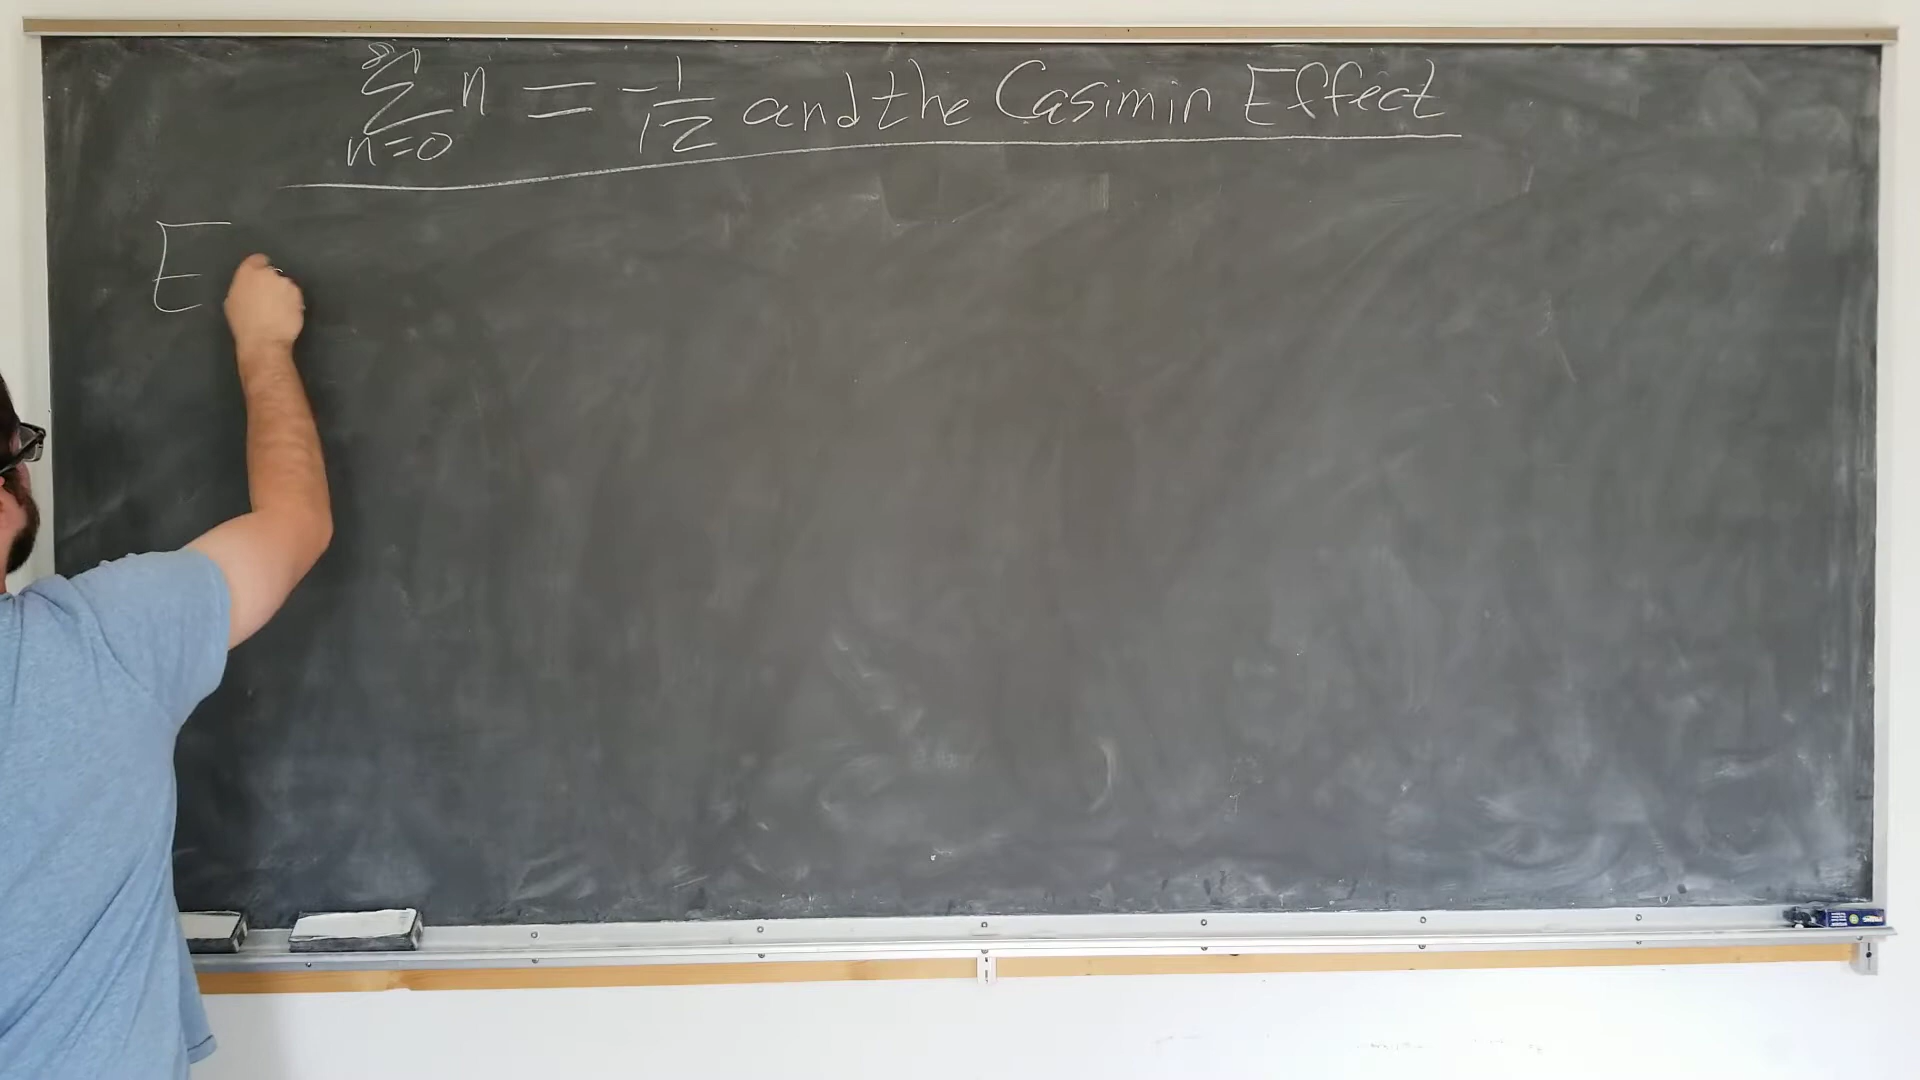 ∞
∑ n = -1/12 and the Casimir Effect
n=0
E